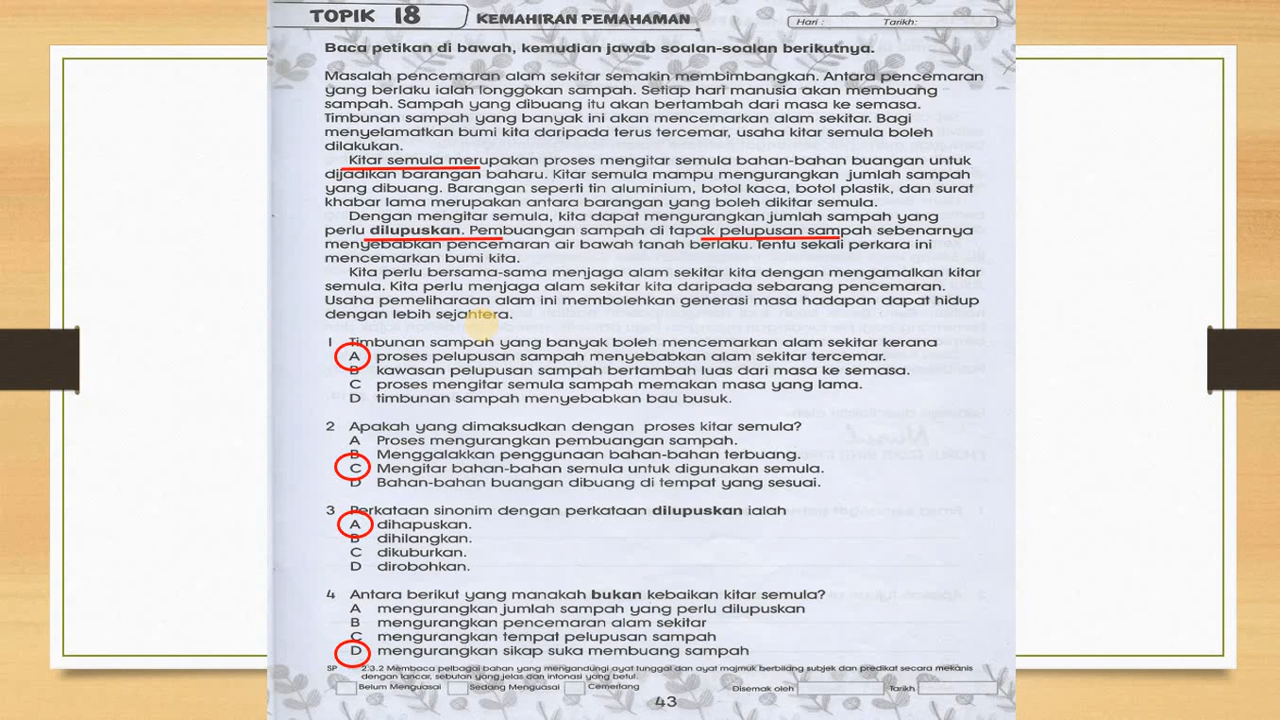 TOPIK 18
KEMAHIRAN PEMAHAMAN
Hari :
Tarikh:
Baca petikan di bawah, kemudian jawab soalan-soalan berikutnya.
Masalah pencemaran alam sekitar semakin membimbangkan. Antara pencemaran
yang berlaku ialah longgokan sampah. Setiap hari manusia akan membuang
sampah. Sampah yang dibuang itu akan bertambah dari masa ke semasa.
Timbunan sampah yang banyak ini akan mencemarkan alam sekitar. Bagi
menyelamatkan bumi kita daripada terus tercemar, usaha kitar semula boleh
dilakukan.
Kitar semula merupakan proses mengitar semula bahan-bahan buangan untuk
dijadikan barangan baharu. Kitar semula mampu mengurangkan jumlah sampah
yang dibuang. Barangan seperti tin aluminium, botol kaca, botol plastik, dan surat
khabar lama merupakan antara barangan yang boleh dikitar semula.
Dengan mengitar semula, kita dapat mengurangkan jumlah sampah yang
perlu dilupuskan. Pembuangan sampah di tapak pelupusan sampah sebenarnya
menyebabkan pencemaran air bawah tanah berlaku. Tentu sekali perkara ini
mencemarkan bumi kita.
Kita perlu bersama-sama menjaga alam sekitar kita dengan mengamalkan kitar
semula. Kita perlu menjaga alam sekitar kita daripada sebarang pencemaran.
Usaha pemeliharaan alam ini membolehkan generasi masa hadapan dapat hidup
dengan lebih sejahtera.
1 Timbunan sampah yang banyak boleh mencemarkan alam sekitar kerana
A proses pelupusan sampah menyebabkan alam sekitar tercemar.
B kawasan pelupusan sampah bertambah luas dari masa ke semasa.
C proses mengitar semula sampah memakan masa yang lama.
D timbunan sampah menyebabkan bau busuk.
2 Apakah yang dimaksudkan dengan proses kitar semula?
A Proses mengurangkan pembuangan sampah.
B Menggalakkan penggunaan bahan-bahan terbuang.
C Mengitar bahan-bahan semula untuk digunakan semula.
D Bahan-bahan buangan dibuang di tempat yang sesuai.
3 Perkataan sinonim dengan perkataan dilupuskan ialah
A dihapuskan.
B dihilangkan.
C dikuburkan.
D dirobohkan.
4 Antara berikut yang manakah bukan kebaikan kitar semula?
A mengurangkan jumlah sampah yang perlu dilupuskan
B mengurangkan pencemaran alam sekitar
C mengurangkan tempat pelupusan sampah
D mengurangkan sikap suka membuang sampah
SP 2.3.2 Membaca pelbagai bahan yang mengandungi ayat tunggal dan ayat majmuk berbilang subjek dan predikat secara mekanis
dengan lancar, sebutan yang jelas dan intonasi yang betul.
Belum Menguasai
Sedang Menguasai
Cemerlang
Disemak oleh
Tarikh
43